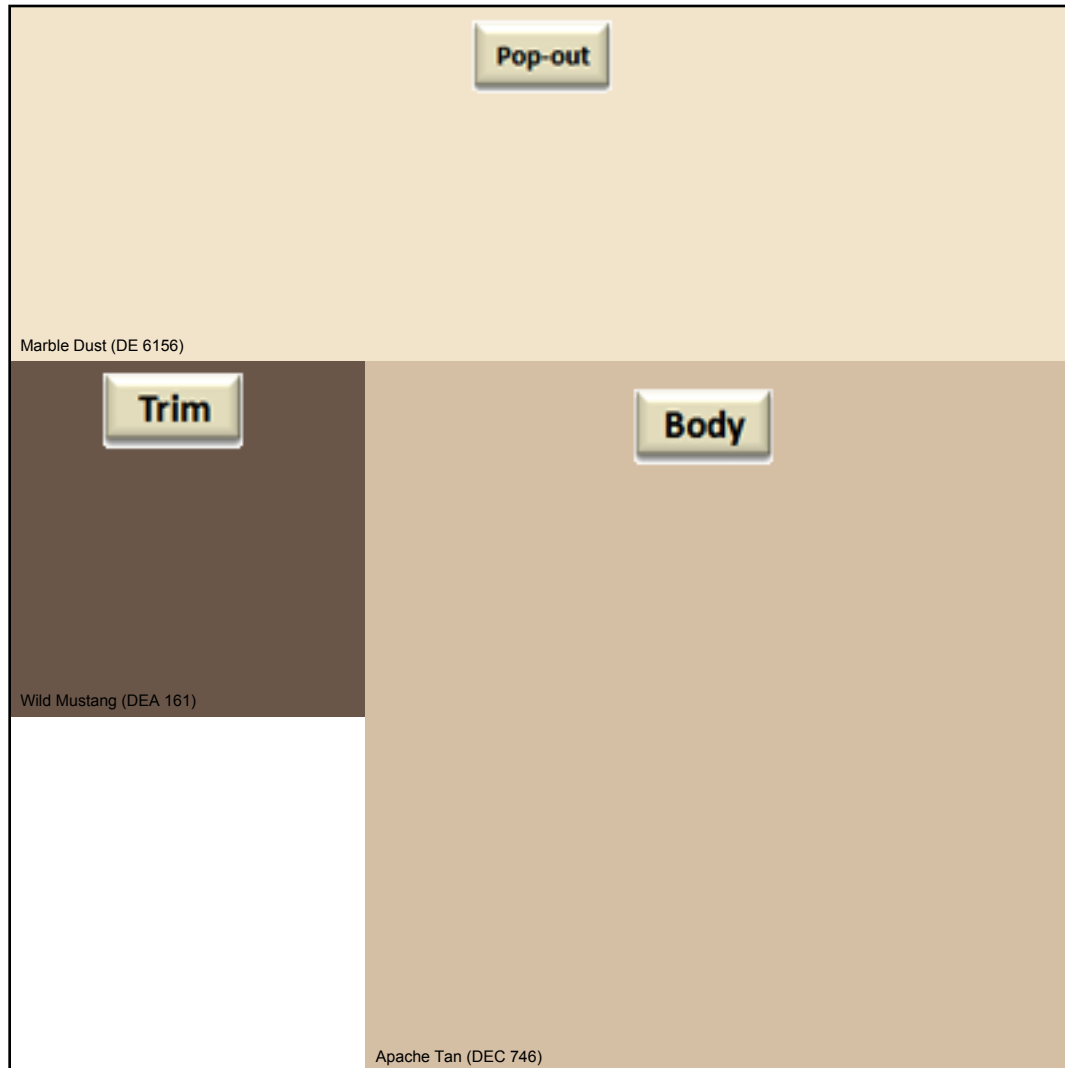 Pop-out
Marble Dust (DE 6156)
Trim
Body
Wild Mustang (DEA 161)
Apache Tan (DEC 746)